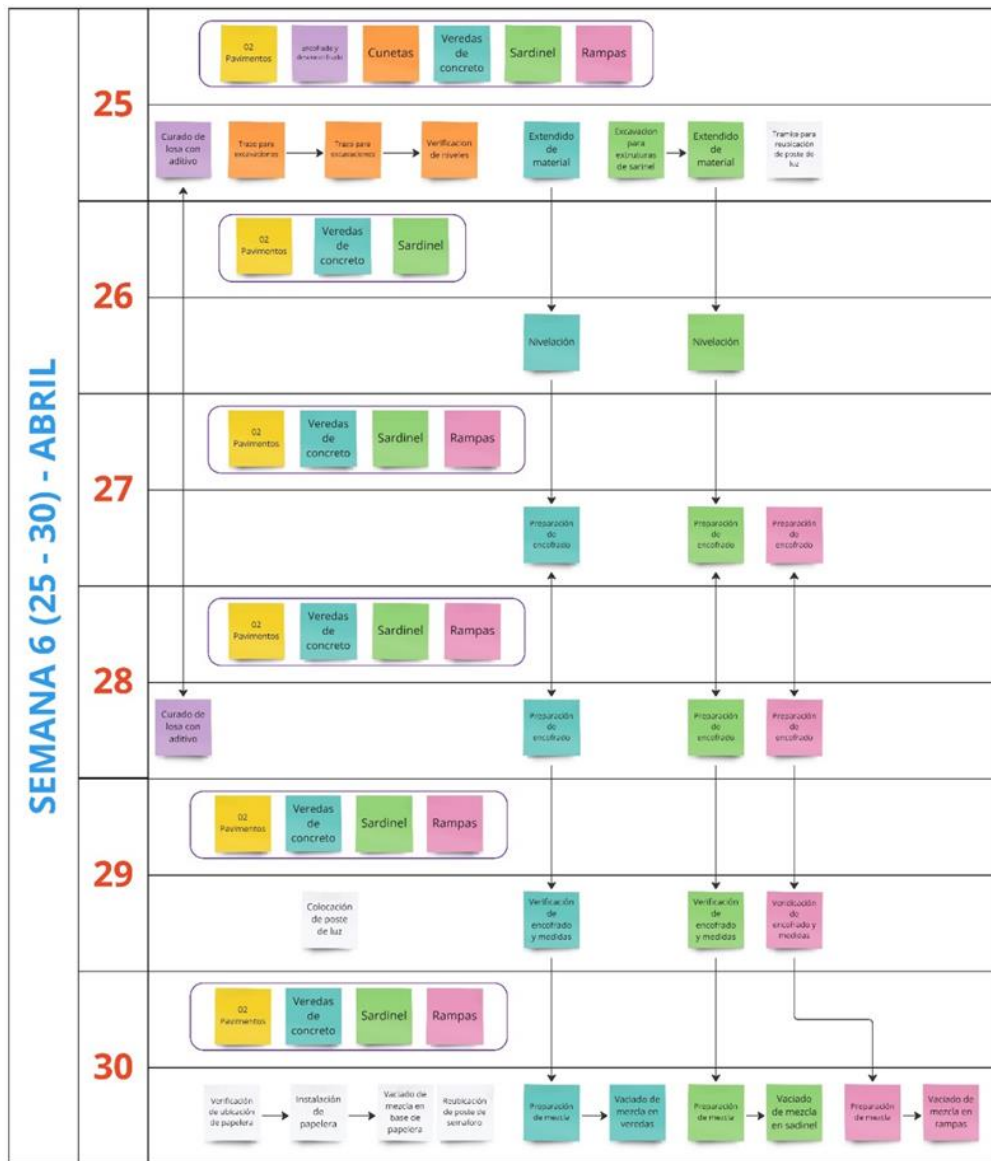 SEMANA 6 (25 - 30) - ABRIL
25
02
Pavimentos
encofrado y
desencofrado
Cunetas
Veredas
de
concreto
Sardinel
Rampas
Curado de
losa con
aditivo
Trazo para
excavaciones
Trazo para
excavaciones
Verificacion
de niveles
Extendido
de
material
Excavacion
para
extruturas
de sarinel
Extendido
de
material
Tramite para
reubicación
de poste de
luz
26
02
Pavimentos
Veredas
de
concreto
Sardinel
Nivelación
Nivelación
27
02
Pavimentos
Veredas
de
concreto
Sardinel
Rampas
Preparación
de
encofrado
Preparación
de
encofrado
Preparación
de
encofrado
28
02
Pavimentos
Veredas
de
concreto
Sardinel
Rampas
Curado de
losa con
aditivo
Preparación
de
encofrado
Preparación
de
encofrado
Preparación
de
encofrado
29
02
Pavimentos
Veredas
de
concreto
Sardinel
Rampas
Colocación
de poste
de luz
Verificación
de
encofrado
y medidas
Verificación
de
encofrado
y medidas
Verificación
de
encofrado y
medidas
30
02
Pavimentos
Veredas
de
concreto
Sardinel
Rampas
Verificación
de ubicación
de papelera
Instalación
de
papelera
Vaciado de
mezcla en
base de
papelera
Reubicación
de poste de
semaforo
Preparación
de mezcla
Vaciado de
mezcla en
veredas
Preparación
de mezcla
Vaciado de
mezcla en
sadinel
Preparación
de mezcla
Vaciado de
mezcla en
rampas